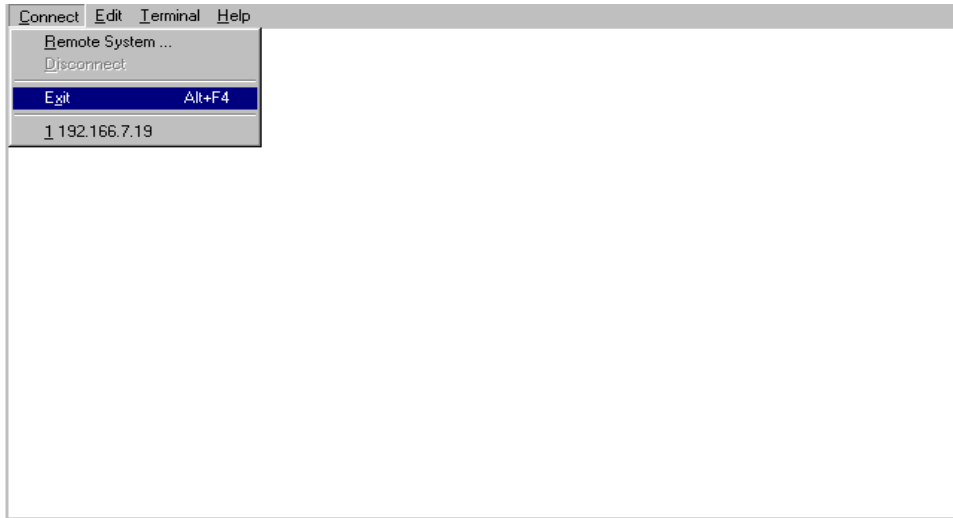 Connect Edit Terminal Help
Remote System ...
Disconnect
Exit Alt+F4
1 192.166.7.19